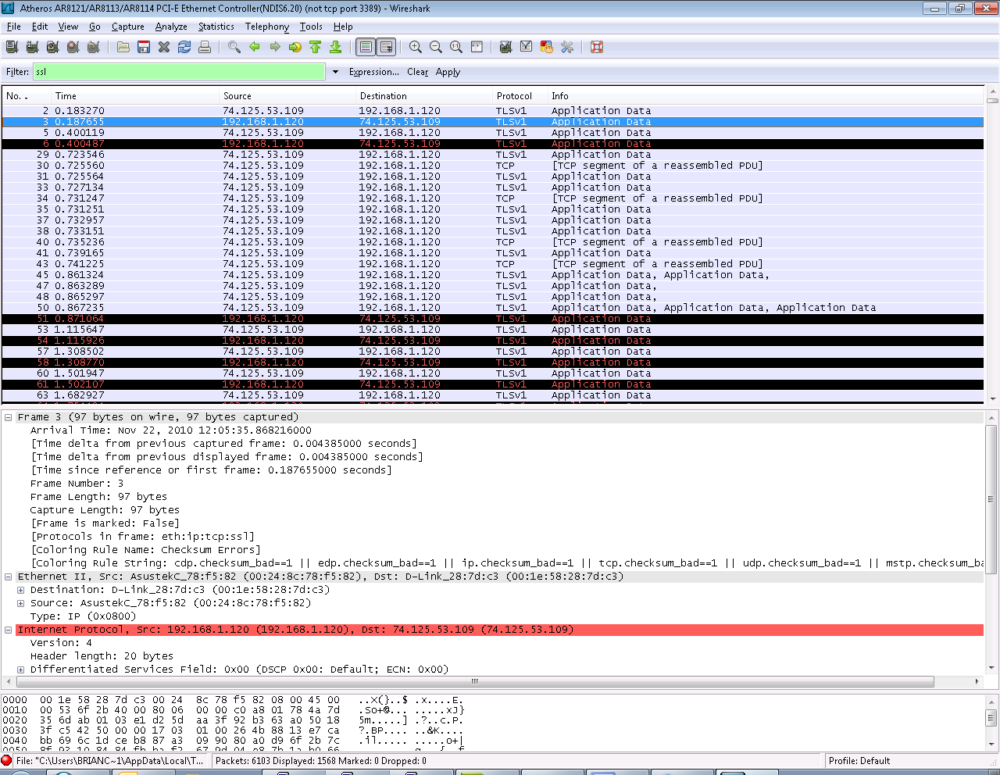 Atheros AR8121/AR8113/AR8114 PCI-E Ethernet Controller(NDIS6.20) (not tcp port 3389) - Wireshark
File Edit View Go Capture Analyze Statistics Telephony Tools Help
Filter: ssl Expression... Clear Apply
No. Time Source Destination Protocol Info
2 0.183270 74.125.53.109 192.168.1.120 TLSv1 Application Data
3 0.187655 192.168.1.120 74.125.53.109 TLSv1 Application Data
5 0.400119 74.125.53.109 192.168.1.120 TLSv1 Application Data
6 0.400487 192.168.1.120 74.125.53.109 TLSv1 Application Data
29 0.723546 74.125.53.109 192.168.1.120 TLSv1 Application Data
30 0.725560 74.125.53.109 192.168.1.120 TCP [TCP segment of a reassembled PDU]
31 0.725564 74.125.53.109 192.168.1.120 TLSv1 Application Data
33 0.727134 74.125.53.109 192.168.1.120 TLSv1 Application Data
34 0.731247 74.125.53.109 192.168.1.120 TCP [TCP segment of a reassembled PDU]
35 0.731251 74.125.53.109 192.168.1.120 TLSv1 Application Data
37 0.732957 74.125.53.109 192.168.1.120 TLSv1 Application Data
38 0.733151 74.125.53.109 192.168.1.120 TLSv1 Application Data
40 0.735236 74.125.53.109 192.168.1.120 TCP [TCP segment of a reassembled PDU]
41 0.739165 74.125.53.109 192.168.1.120 TLSv1 Application Data
43 0.741225 74.125.53.109 192.168.1.120 TCP [TCP segment of a reassembled PDU]
45 0.861324 74.125.53.109 192.168.1.120 TLSv1 Application Data, Application Data,
47 0.863289 74.125.53.109 192.168.1.120 TLSv1 Application Data,
48 0.865297 74.125.53.109 192.168.1.120 TLSv1 Application Data,
50 0.867235 74.125.53.109 192.168.1.120 TLSv1 Application Data, Application Data, Application Data
51 0.871064 192.168.1.120 74.125.53.109 TLSv1 Application Data
53 1.115647 74.125.53.109 192.168.1.120 TLSv1 Application Data
54 1.115926 192.168.1.120 74.125.53.109 TLSv1 Application Data
57 1.308502 74.125.53.109 192.168.1.120 TLSv1 Application Data
58 1.308770 192.168.1.120 74.125.53.109 TLSv1 Application Data
60 1.501947 74.125.53.109 192.168.1.120 TLSv1 Application Data
61 1.502107 192.168.1.120 74.125.53.109 TLSv1 Application Data
63 1.682927 74.125.53.109 192.168.1.120 TLSv1 Application Data
Frame 3 (97 bytes on wire, 97 bytes captured)
Arrival Time: Nov 22, 2010 12:05:35.868216000
[Time delta from previous captured frame: 0.004385000 seconds]
[Time delta from previous displayed frame: 0.004385000 seconds]
[Time since reference or first frame: 0.187655000 seconds]
Frame Number: 3
Frame Length: 97 bytes
Capture Length: 97 bytes
[Frame is marked: False]
[Protocols in frame: eth:ip:tcp:ssl]
[Coloring Rule Name: Checksum Errors]
[Coloring Rule String: cdp.checksum_bad==1 || edp.checksum_bad==1 || ip.checksum_bad==1 || tcp.checksum_bad==1 || udp.checksum_bad==1 || mstp.checksum_ba
Ethernet II, Src: AsustekC_78:f5:82 (00:24:8c:78:f5:82), Dst: D-Link_28:7d:c3 (00:1e:58:28:7d:c3)
Destination: D-Link_28:7d:c3 (00:1e:58:28:7d:c3)
Source: AsustekC_78:f5:82 (00:24:8c:78:f5:82)
Type: IP (0x0800)
Internet Protocol, Src: 192.168.1.120 (192.168.1.120), Dst: 74.125.53.109 (74.125.53.109)
Version: 4
Header length: 20 bytes
Differentiated Services Field: 0x00 (DSCP 0x00: Default; ECN: 0x00)
0000 00 1e 58 28 7d c3 00 24 8c 78 f5 82 08 00 45 00 ..X(}..$ .x....E.
0010 00 53 6f 2b 40 00 80 06 00 00 c0 a8 01 78 4a 7d .So+@... .....xJ}
0020 35 6d ab 01 03 e1 d2 5d aa 3f 92 b3 63 a0 50 18 5m.....] .?..c.P.
0030 3f c5 42 50 00 00 17 03 01 00 26 4b 88 13 e7 ca ?.BP.... ..&K....
0040 bb 69 6c 1d ce b8 87 a3 09 90 80 ad d9 6f 2b 7c .il..... .....o+|
File: "C:\Users\BRIANC~1\AppData\Local\T... Packets: 6103 Displayed: 1568 Marked: 0 Dropped: 0 Profile: Default